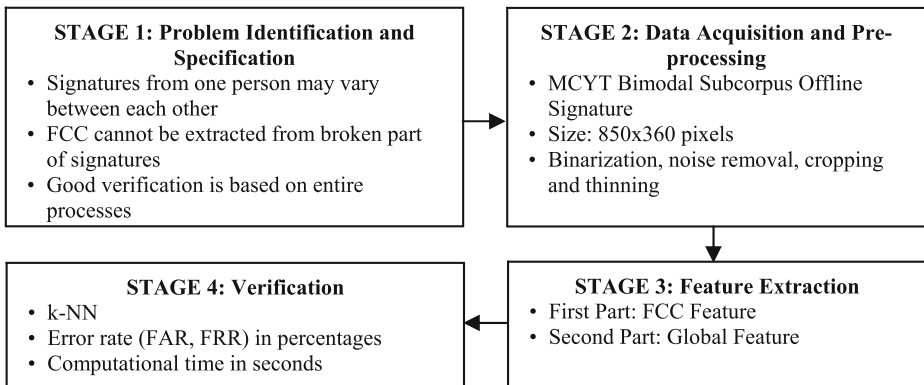 STAGE 1: Problem Identification and
Specification
• Signatures from one person may vary
between each other
• FCC cannot be extracted from broken part
of signatures
• Good verification is based on entire
processes
STAGE 2: Data Acquisition and Pre-
processing
• MCYT Bimodal Subcorpus Offline
Signature
• Size: 850x360 pixels
• Binarization, noise removal, cropping
and thinning
STAGE 3: Feature Extraction
• First Part: FCC Feature
• Second Part: Global Feature
STAGE 4: Verification
• k-NN
• Error rate (FAR, FRR) in percentages
• Computational time in seconds